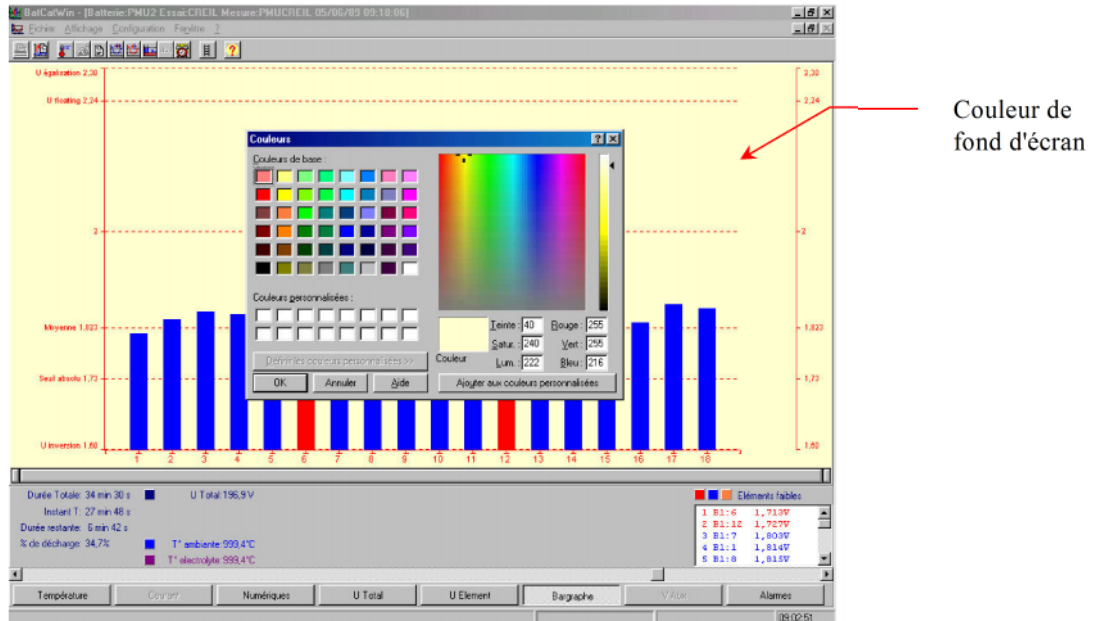 BatCatWin - [Batterie:PMU2 Essai:CREIL Mesure:PMUCREIL 05/06/09 09:18:06]
Fichier Affichage Configuration Fenêtre ?
U égalisation 2,30
2,30
U floating 2,24
2,24
Couleur de
fond d'écran
Couleurs
Couleurs de base :
2
2
Couleurs personnalisées :
Moyenne 1,823
1,823
Teinte : 40 Rouge : 255
Satur. : 240 Vert : 255
Couleur Lum. : 222 Bleu : 216
Définir les couleurs personnalisées >>
OK Annuler Aide Ajouter aux couleurs personnalisées
Seuil absolu 1,73
1,73
U inversion 1,60
1,60
1 2 3 4 5 6 7 8 9 10 11 12 13 14 15 16 17 18
Durée Totale: 34 min 30 s U Total: 196,9 V Eléments faibles
Instant T: 27 min 48 s
Durée restante: 6 min 42 s
% de décharge: 34,7% T° ambiante: 999,4°C
T° electrolyte: 999,4°C
1 B1:6 1,713V
2 B1:12 1,727V
3 B1:7 1,803V
4 B1:1 1,814V
5 B1:8 1,815V
Température Courant Numériques U Total U Element Bargraphe V Aux Alarmes
09:02:51